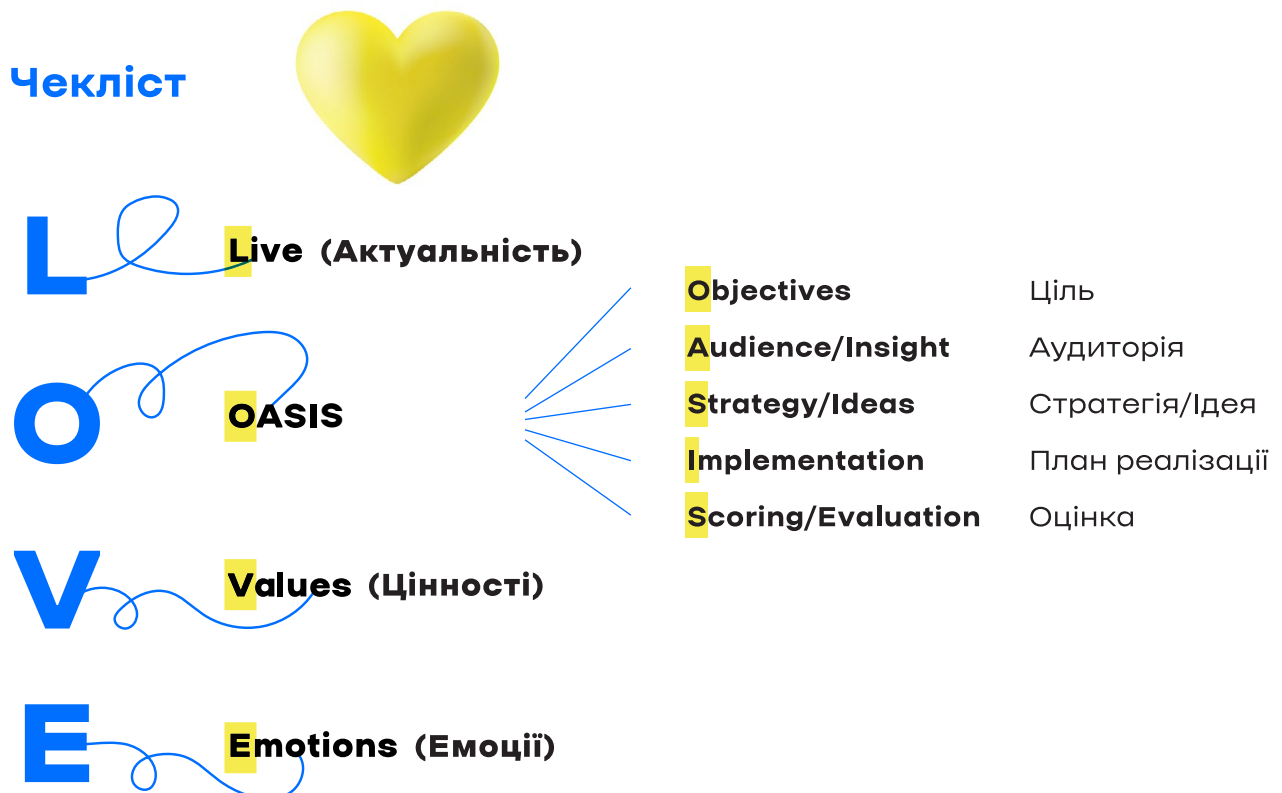 Чекліст
L
Live (Актуальність)
O
OASIS
Objectives Ціль
Audience/Insight Аудиторія
Strategy/Ideas Стратегія/Ідея
Implementation План реалізації
Scoring/Evaluation Оцінка
V
Values (Цінності)
E
Emotions (Емоції)